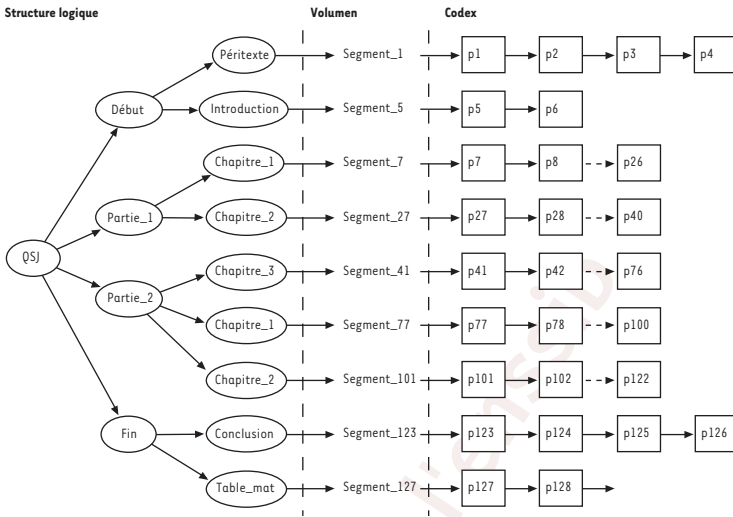 Structure logique Volumen Codex
Péritexte Segment_1 p1 p2 p3 p4
Début Introduction Segment_5 p5 p6
Chapitre_1 Segment_7 p7 p8 p26
Partie_1 Chapitre_2 Segment_27 p27 p28 p40
QSJ
Chapitre_3 Segment_41 p41 p42 p76
Partie_2
Chapitre_1 Segment_77 p77 p78 p100
Chapitre_2 Segment_101 p101 p102 p122
Fin Conclusion Segment_123 p123 p124 p125 p126
Table_mat Segment_127 p127 p128
l'enssib